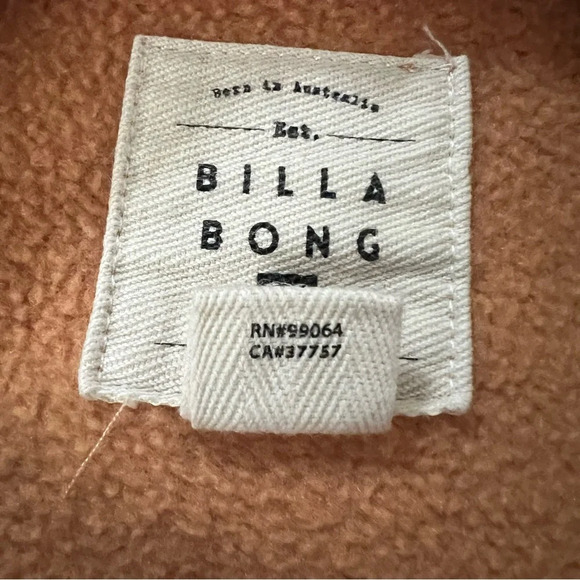 Born in Australia
Est.
BILLA
BONG
RN#99064
CA#37757